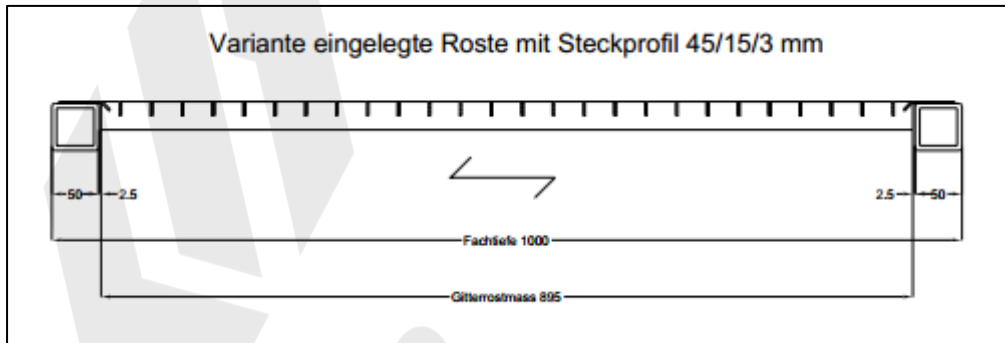 Variante eingelegte Roste mit Steckprofil 45/15/3 mm
50 2.5 2.5 50
Fachtiefe 1000
Gitterrostmass 895